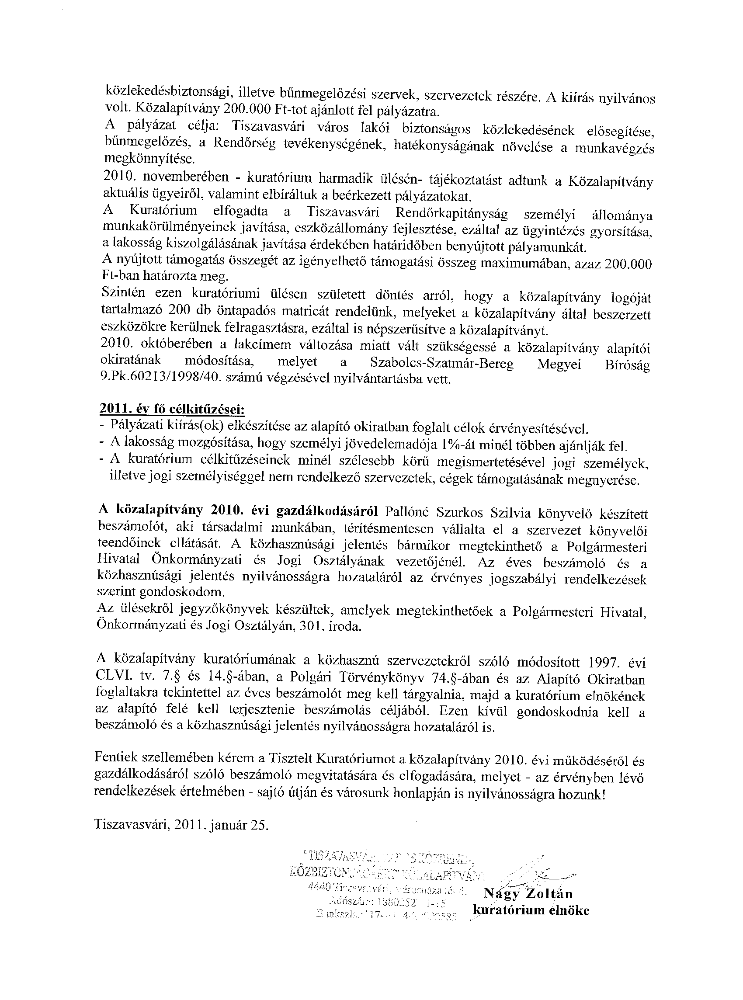 közlekedésbiztonsági, illetve bűnmegelőzési szervek, szervezetek részére. A kiírás nyilvános
volt. Közalapítvány 200.000 Ft-tot ajánlott fel pályázatra.
A pályázat célja: Tiszavasvári város lakói biztonságos közlekedésének elősegítése,
bűnmegelőzés, a Rendőrség tevékenységének, hatékonyságának növelése a munkavégzés
megkönnyítése.
2010. novemberében - kuratórium harmadik ülésén- tájékoztatást adtunk a Közalapítvány
aktuális ügyeiről, valamint elbíráltuk a beérkezett pályázatokat.
A Kuratórium elfogadta a Tiszavasvári Rendőrkapitányság személyi állománya
munkakörülményeinek javítása, eszközállomány fejlesztése, ezáltal az ügyintézés gyorsítása,
a lakosság kiszolgálásának javítása érdekében határidőben benyújtott pályamunkát.
A nyújtott támogatás összegét az igényelhető támogatási összeg maximumában, azaz 200.000
Ft-ban határozta meg.
Szintén ezen kuratóriumi ülésen született döntés arról, hogy a közalapítvány logóját
tartalmazó 200 db öntapadós matricát rendelünk, melyeket a közalapítvány által beszerzett
eszközökre kerülnek felragasztásra, ezáltal is népszerűsítve a közalapítványt.
2010. októberében a lakcímem változása miatt vált szükségessé a közalapítvány alapítói
okiratának módosítása, melyet a Szabolcs-Szatmár-Bereg Megyei Bíróság
9.Pk.60213/1998/40. számú végzésével nyilvántartásba vett.
2011. év fő célkitűzései:
- Pályázati kiírás(ok) elkészítése az alapító okiratban foglalt célok érvényesítésével.
- A lakosság mozgósítása, hogy személyi jövedelemadója 1%-át minél többen ajánlják fel.
- A kuratórium célkitűzéseinek minél szélesebb körű megismertetésével jogi személyek,
illetve jogi személyiséggel nem rendelkező szervezetek, cégek támogatásának megnyerése.
A közalapítvány 2010. évi gazdálkodásáról Pallóné Szurkos Szilvia könyvelő készített
beszámolót, aki társadalmi munkában, térítésmentesen vállalta el a szervezet könyvelői
teendőinek ellátását. A közhasznúsági jelentés bármikor megtekinthető a Polgármesteri
Hivatal Önkormányzati és Jogi Osztályának vezetőjénél. Az éves beszámoló és a
közhasznúsági jelentés nyilvánosságra hozataláról az érvényes jogszabályi rendelkezések
szerint gondoskodom.
Az ülésekről jegyzőkönyvek készültek, amelyek megtekinthetőek a Polgármesteri Hivatal,
Önkormányzati és Jogi Osztályán, 301. iroda.
A közalapítvány kuratóriumának a közhasznú szervezetekről szóló módosított 1997. évi
CLVI. tv. 7.§ és 14.§-ában, a Polgári Törvénykönyv 74.§-ában és az Alapító Okiratban
foglaltakra tekintettel az éves beszámolót meg kell tárgyalnia, majd a kuratórium elnökének
az alapító felé kell terjesztenie beszámolás céljából. Ezen kívül gondoskodnia kell a
beszámoló és a közhasznúsági jelentés nyilvánosságra hozataláról is.
Fentiek szellemében kérem a Tisztelt Kuratóriumot a közalapítvány 2010. évi működéséről és
gazdálkodásáról szóló beszámoló megvitatására és elfogadására, melyet - az érvényben lévő
rendelkezések értelmében - sajtó útján és városunk honlapján is nyilvánosságra hozunk!
Tiszavasvári, 2011. január 25.
4440 Tiszavasvári, Városháza tér 4.
Nagy Zoltán
kuratórium elnöke